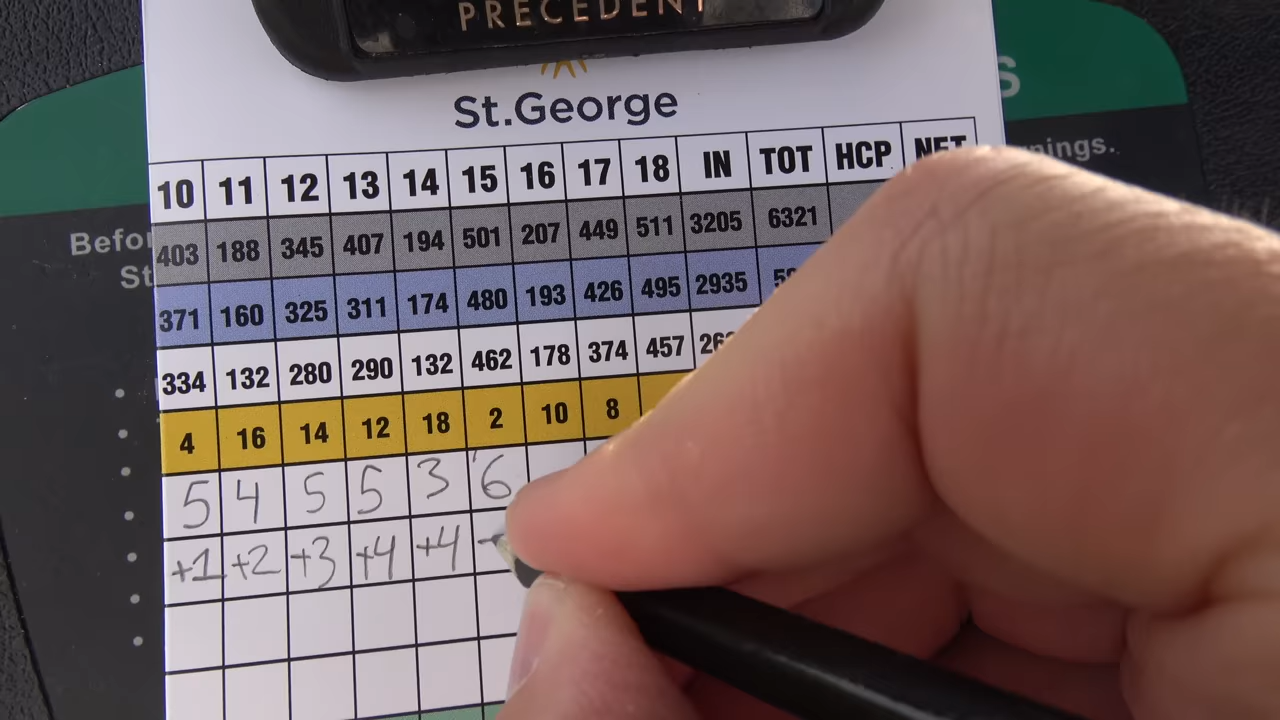 PRECEDENT
St.George
S
nings.
Befor
St
10 11 12 13 14 15 16 17 18 IN TOT HCP NET
403 188 345 407 194 501 207 449 511 3205 6321
371 160 325 311 174 480 193 426 495 2935
334 132 280 290 132 462 178 374 457
4 16 14 12 18 2 10 8
5 4 5 5 3 6
+1 +2 +3 +4 +4